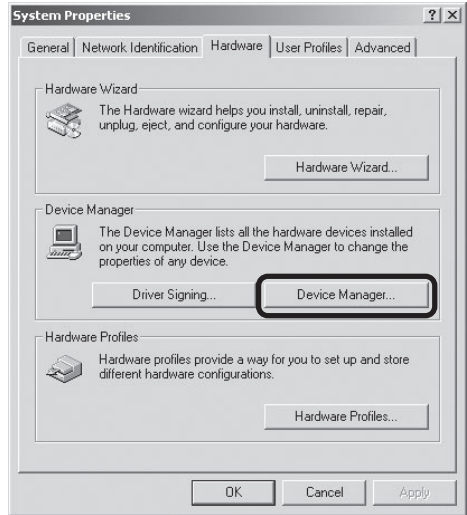 System Properties
? X
General Network Identification Hardware User Profiles Advanced
Hardware Wizard
The Hardware wizard helps you install, uninstall, repair,
unplug, eject, and configure your hardware.
Hardware Wizard...
Device Manager
The Device Manager lists all the hardware devices installed
on your computer. Use the Device Manager to change the
properties of any device.
Driver Signing... Device Manager...
Hardware Profiles
Hardware profiles provide a way for you to set up and store
different hardware configurations.
Hardware Profiles...
OK Cancel Apply